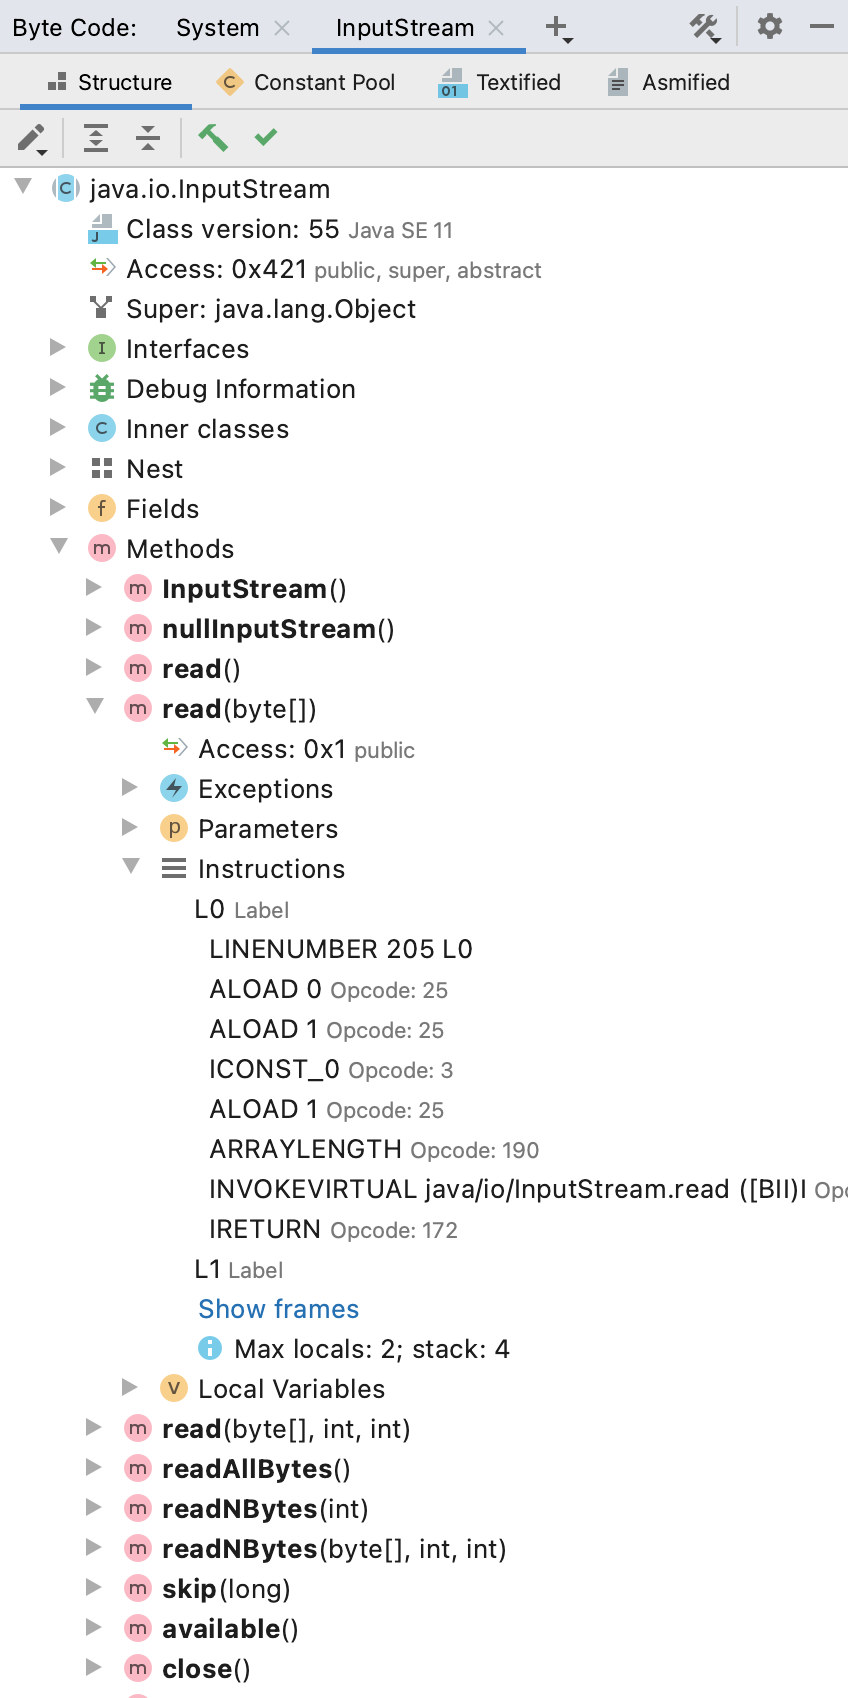 Byte Code: System InputStream
Structure C Constant Pool 01 Textified Asmified
C java.io.InputStream
J Class version: 55 Java SE 11
Access: 0x421 public, super, abstract
Super: java.lang.Object
I Interfaces
Debug Information
C Inner classes
Nest
f Fields
m Methods
m InputStream()
m nullInputStream()
m read()
m read(byte[])
Access: 0x1 public
Exceptions
p Parameters
Instructions
L0 Label
LINENUMBER 205 L0
ALOAD 0 Opcode: 25
ALOAD 1 Opcode: 25
ICONST_0 Opcode: 3
ALOAD 1 Opcode: 25
ARRAYLENGTH Opcode: 190
INVOKEVIRTUAL java/io/InputStream.read ([BII)I Opc
IRETURN Opcode: 172
L1 Label
Show frames
i Max locals: 2; stack: 4
V Local Variables
m read(byte[], int, int)
m readAllBytes()
m readNBytes(int)
m readNBytes(byte[], int, int)
m skip(long)
m available()
m close()